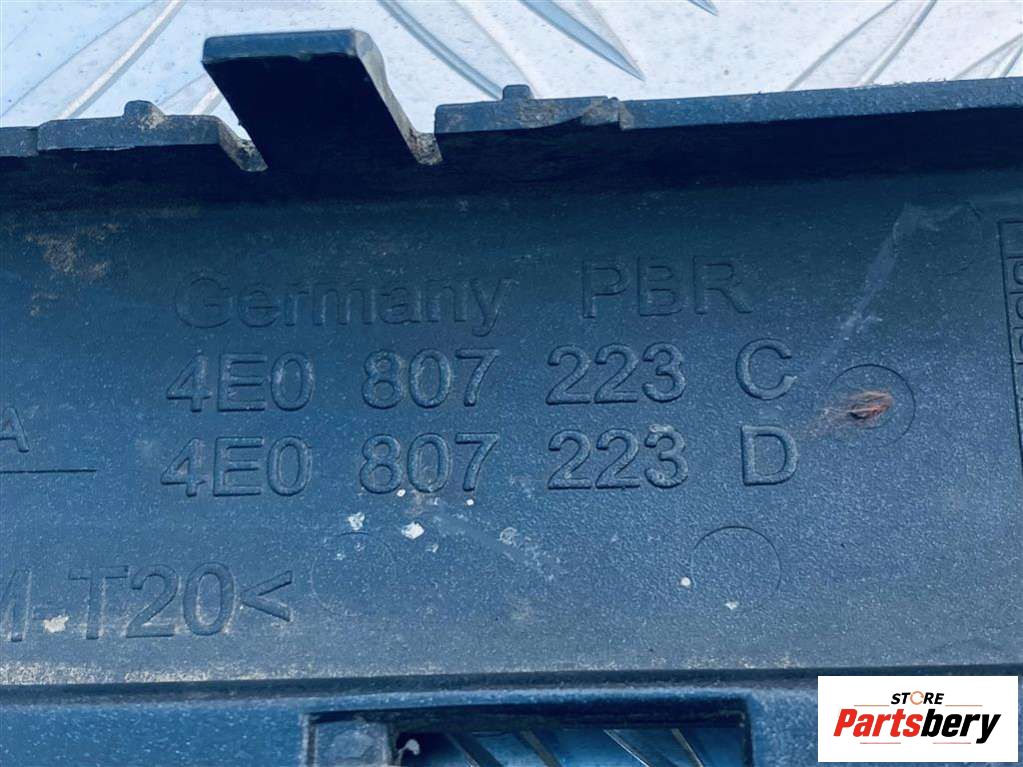 Germany PBR
4E0 807 223 C
4E0 807 223 D
A
M-T20<
STORE
Partsbery